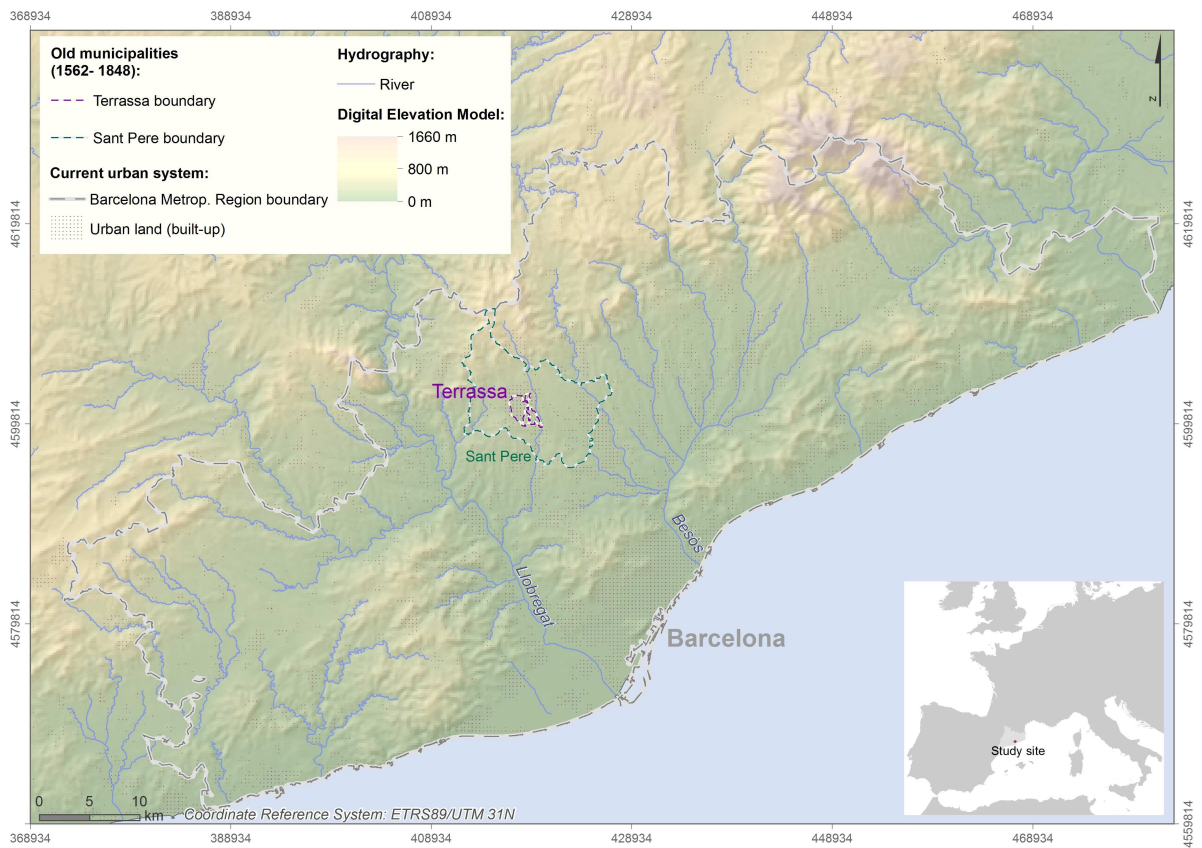 368934 388934 408934 428934 448934 468934
Old municipalities
(1562- 1848):
Terrassa boundary
Sant Pere boundary
Current urban system:
Barcelona Metrop. Region boundary
Urban land (built-up)
Hydrography:
River
Digital Elevation Model:
1660 m
800 m
0 m
N
4619814
4619814
Terrassa
4599814
4599814
Sant Pere
Besòs
Llobregat
4579814
4579814
Barcelona
Study site
0 5 10
km
Coordinate Reference System: ETRS89/UTM 31N
4559814
368934 388934 408934 428934 448934 468934